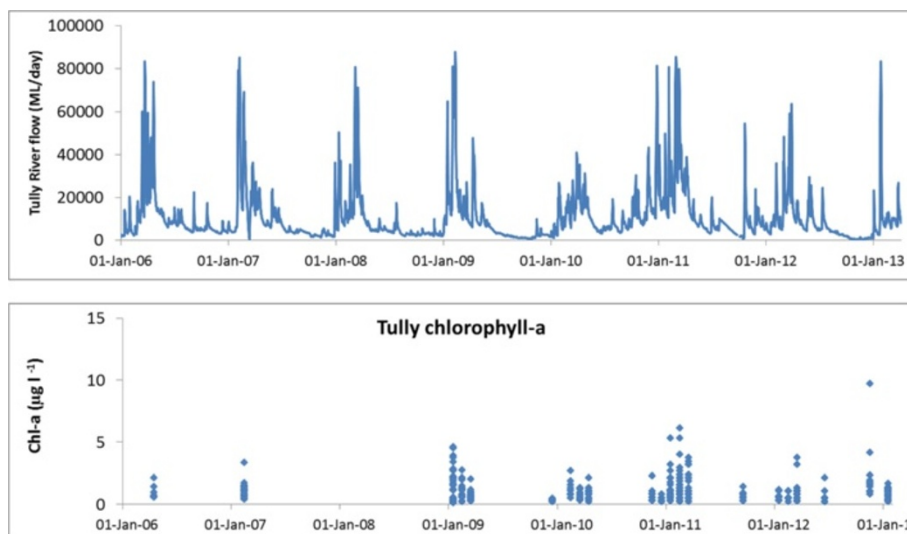 100000
80000
60000
40000
20000
0
Tully River flow (ML/day)
01-Jan-06 01-Jan-07 01-Jan-08 01-Jan-09 01-Jan-10 01-Jan-11 01-Jan-12 01-Jan-13
Tully chlorophyll-a
15
10
5
0
Chl-a (µg l -1)
01-Jan-06 01-Jan-07 01-Jan-08 01-Jan-09 01-Jan-10 01-Jan-11 01-Jan-12 01-Jan-1